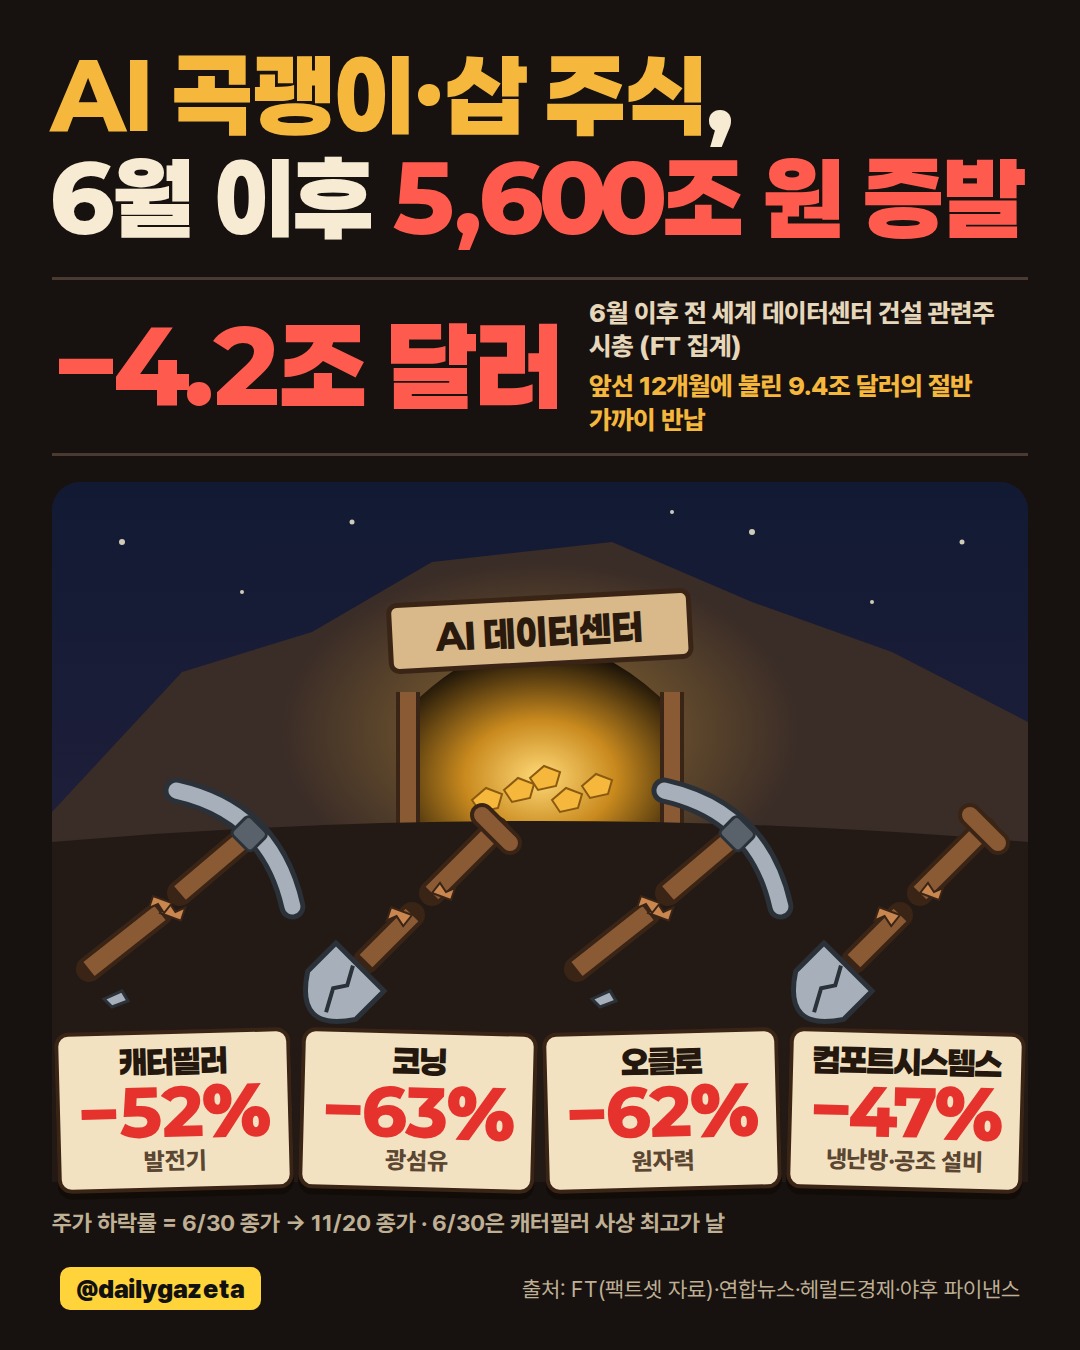 AI 곡괭이·삽 주식,
6월 이후 5,600조 원 증발
−4.2조 달러
6월 이후 전 세계 데이터센터 건설 관련주
시총 (FT 집계)
앞선 12개월에 불린 9.4조 달러의 절반
가까이 반납
AI 데이터센터
캐터필러
−52%
발전기
코닝
−63%
광섬유
오클로
−62%
원자력
컴포트시스템스
−47%
냉난방·공조 설비
주가 하락률 = 6/30 종가 → 11/20 종가 · 6/30은 캐터필러 사상 최고가 날
@dailygazeta
출처: FT(팩트셋 자료)·연합뉴스·헤럴드경제·야후 파이낸스